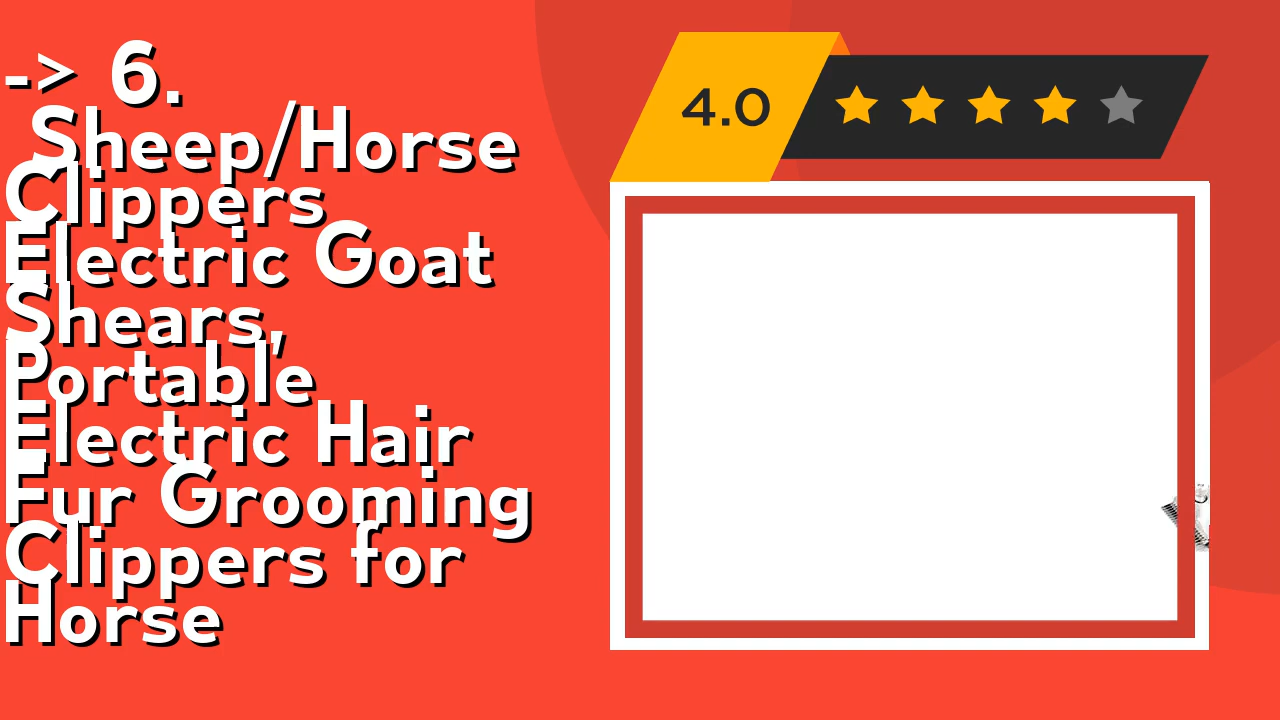 -> 6.
Sheep/Horse
Clippers
Electric Goat
Shears,
Portable
Electric Hair
Fur Grooming
Clippers for
Horse
4.0